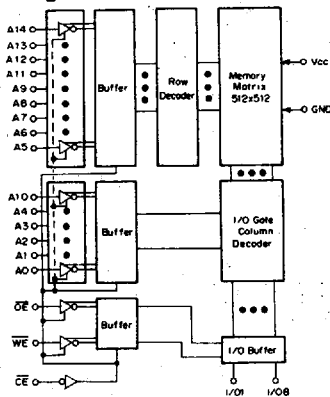 A14
A13
A12
A11
A9
A8
A7
A6
A5
Buffer
Row
Decoder
Memory
Matrix
512x512
Vcc
GND
A10
A4
A3
A2
A1
A0
Buffer
I/O Gate
Column
Decoder
OE
WE
CE
Buffer
I/O Buffer
I/O1
I/O8